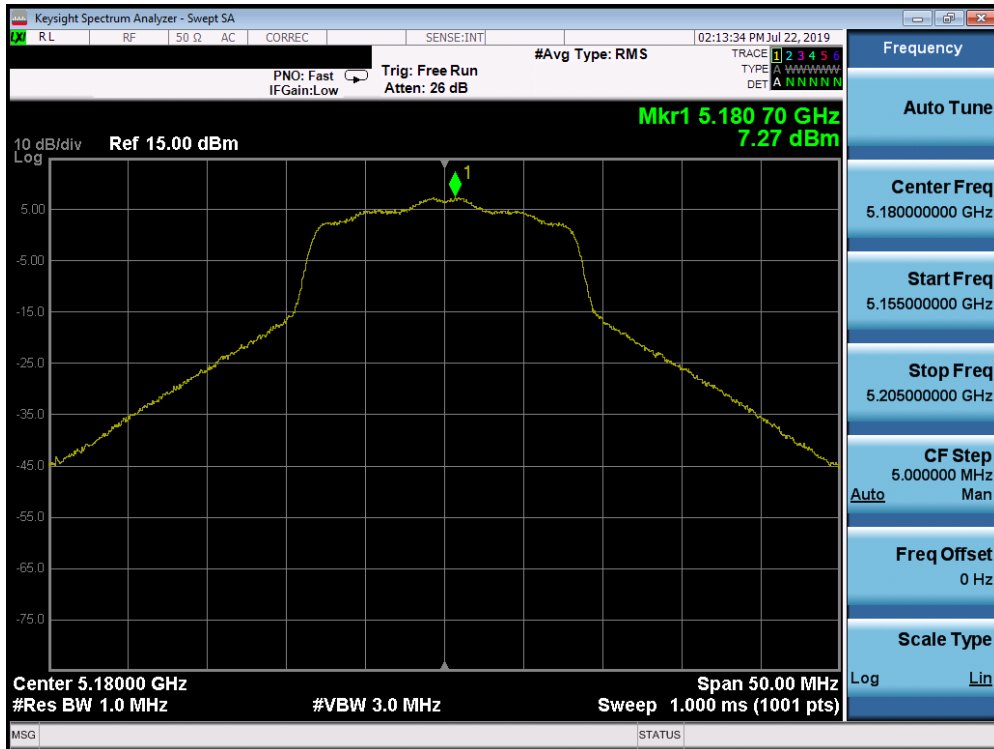 Keysight Spectrum Analyzer - Swept SA
LXI RL RF 50 Ω AC CORREC SENSE:INT 02:13:34 PM Jul 22, 2019
#Avg Type: RMS
TRACE 1 2 3 4 5 6
TYPE A WWWWW
DET A N N N N N
PNO: Fast
IFGain:Low
Trig: Free Run
Atten: 26 dB
Mkr1 5.180 70 GHz
7.27 dBm
10 dB/div
Log
Ref 15.00 dBm
1
5.00
-5.00
-15.0
-25.0
-35.0
-45.0
-55.0
-65.0
-75.0
Center 5.18000 GHz
Span 50.00 MHz
#Res BW 1.0 MHz
#VBW 3.0 MHz
Sweep 1.000 ms (1001 pts)
MSG
STATUS
Frequency
Auto Tune
Center Freq
5.180000000 GHz
Start Freq
5.155000000 GHz
Stop Freq
5.205000000 GHz
CF Step
5.000000 MHz
Auto Man
Freq Offset
0 Hz
Scale Type
Log Lin